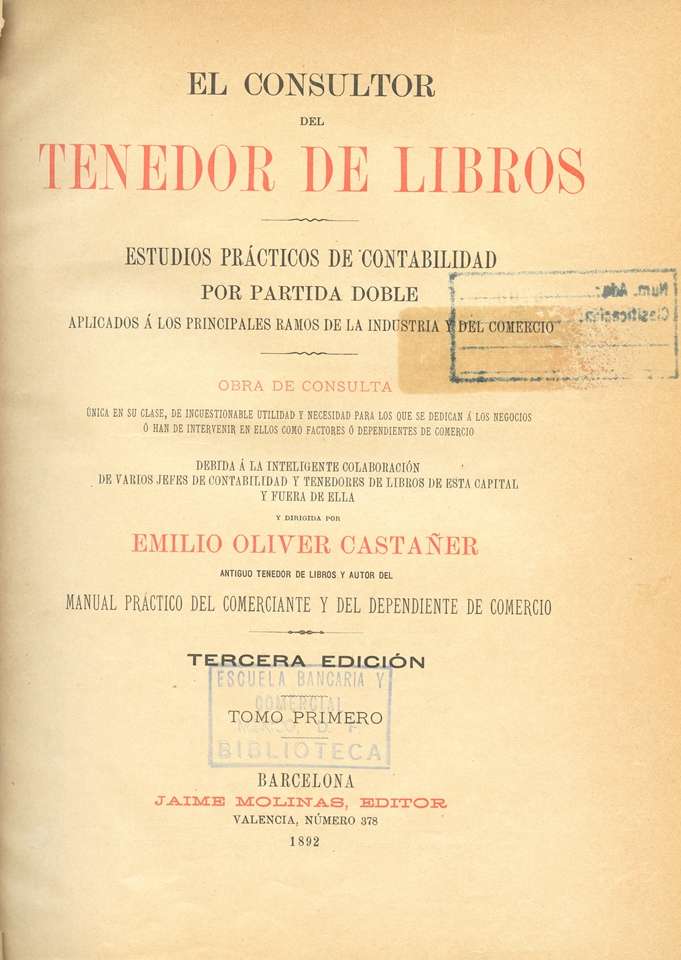 EL CONSULTOR
DEL
TENEDOR DE LIBROS
ESTUDIOS PRÁCTICOS DE CONTABILIDAD
POR PARTIDA DOBLE
APLICADOS Á LOS PRINCIPALES RAMOS DE LA INDUSTRIA Y DEL COMERCIO
Num. Adq.
Clasificación.
OBRA DE CONSULTA
ÚNICA EN SU CLASE, DE INCUESTIONABLE UTILIDAD Y NECESIDAD PARA LOS QUE SE DEDICAN Á LOS NEGOCIOS
Ó HAN DE INTERVENIR EN ELLOS COMO FACTORES Ó DEPENDIENTES DE COMERCIO
DEBIDA Á LA INTELIGENTE COLABORACIÓN
DE VARIOS JEFES DE CONTABILIDAD Y TENEDORES DE LIBROS DE ESTA CAPITAL
Y FUERA DE ELLA
Y DIRIGIDA POR
EMILIO OLIVER CASTAÑER
ANTIGUO TENEDOR DE LIBROS Y AUTOR DEL
MANUAL PRÁCTICO DEL COMERCIANTE Y DEL DEPENDIENTE DE COMERCIO
TERCERA EDICIÓN
ESCUELA BANCARIA Y
COMERCIAL
TOMO PRIMERO
MEXICO, D. F.
BIBLIOTECA
BARCELONA
JAIME MOLINAS, EDITOR
VALENCIA, NÚMERO 378
1892